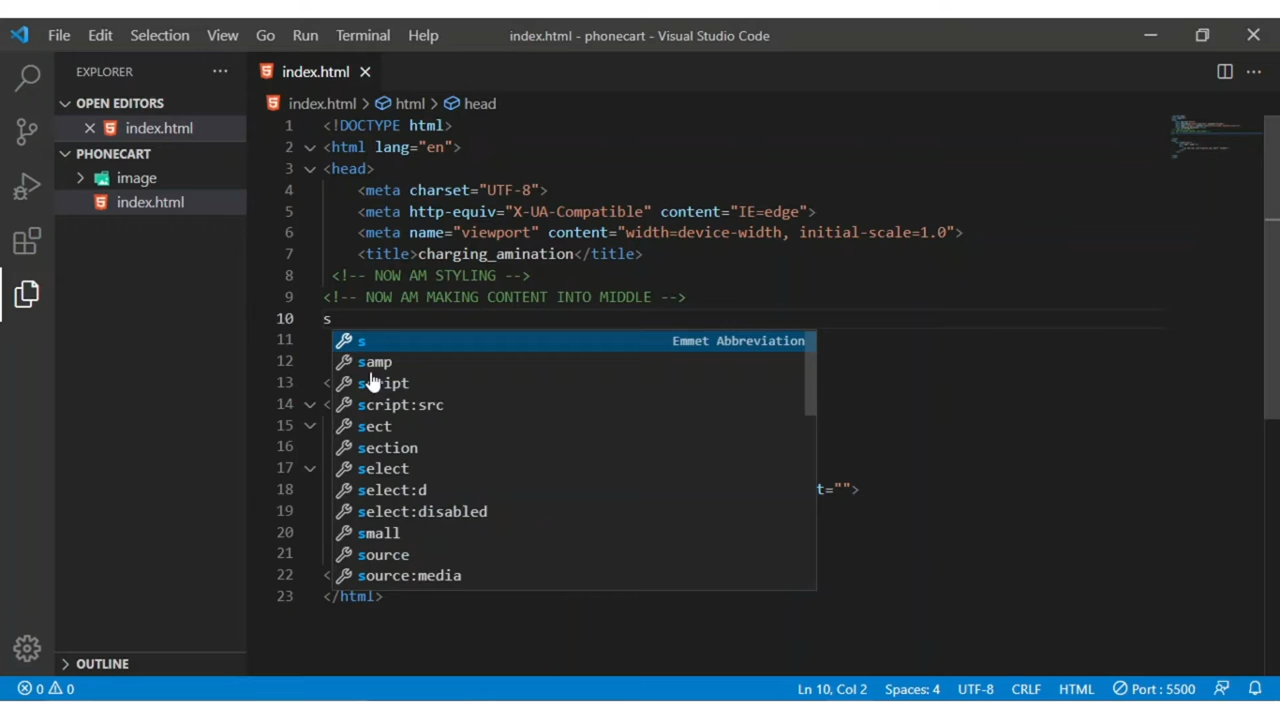 File Edit Selection View Go Run Terminal Help index.html - phonecart - Visual Studio Code
EXPLORER
OPEN EDITORS
index.html
PHONECART
image
index.html
OUTLINE
index.html
index.html > html > head
1 <!DOCTYPE html>
2 <html lang="en">
3 <head>
4 <meta charset="UTF-8">
5 <meta http-equiv="X-UA-Compatible" content="IE=edge">
6 <meta name="viewport" content="width=device-width, initial-scale=1.0">
7 <title>charging_amination</title>
8 <!-- NOW AM STYLING -->
9 <!-- NOW AM MAKING CONTENT INTO MIDDLE -->
10 s
11 s Emmet Abbreviation
12 samp
13 < script
14 < script:src
15 sect
16 section
17 select
18 select:d t="">
19 select:disabled
20 small
21 source
22 < source:media
23 </html>
0 0 Ln 10, Col 2 Spaces: 4 UTF-8 CRLF HTML Port : 5500